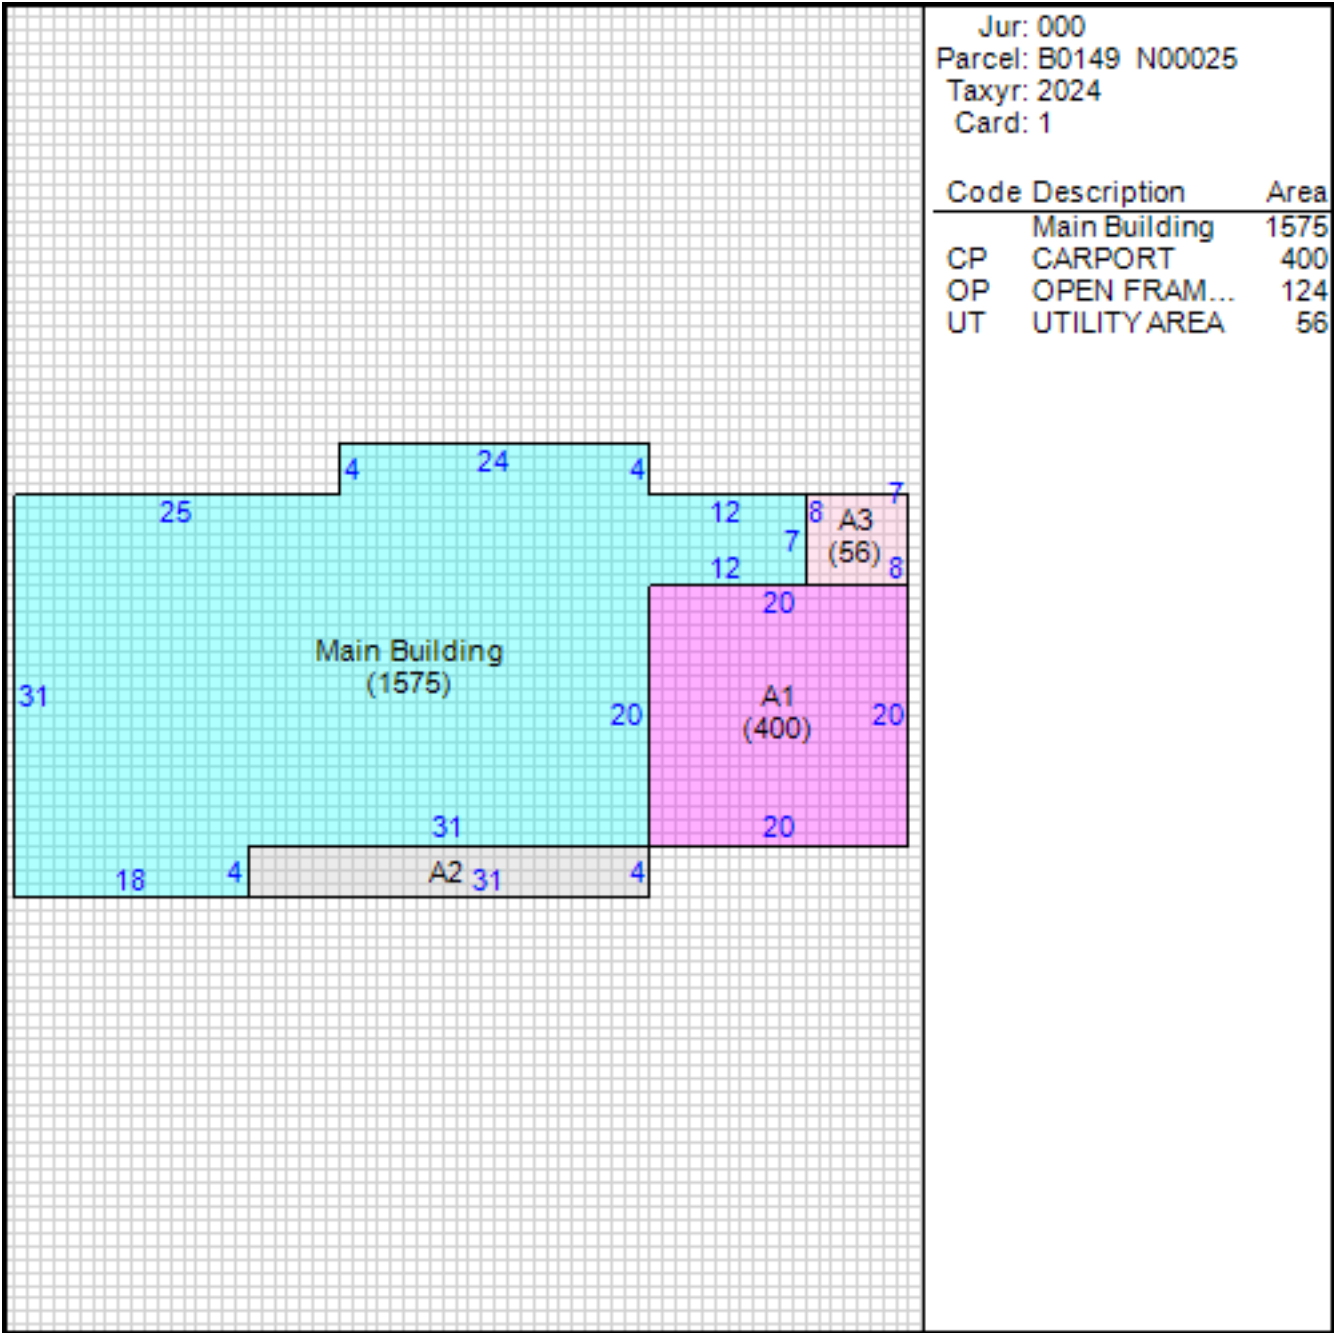 Jur: 000
Parcel: B0149 N00025
Taxyr: 2024
Card: 1
Code Description Area
Main Building 1575
CP CARPORT 400
OP OPEN FRAM... 124
UT UTILITY AREA 56
4 24 4
25 12 8 7
A3
7 (56)
12 8
20
Main Building
(1575)
31 20 A1 20
(400)
31 20
18 4 A2 31 4